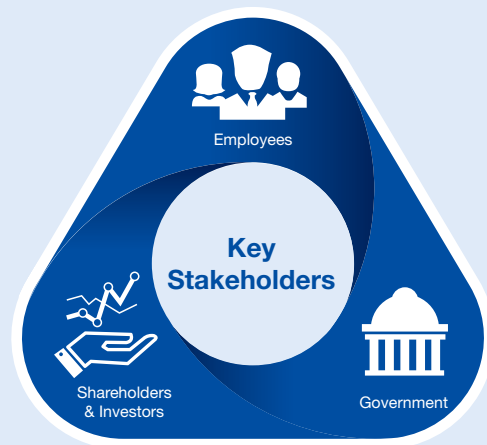 Employees
Key
Stakeholders
Shareholders
& Investors
Government